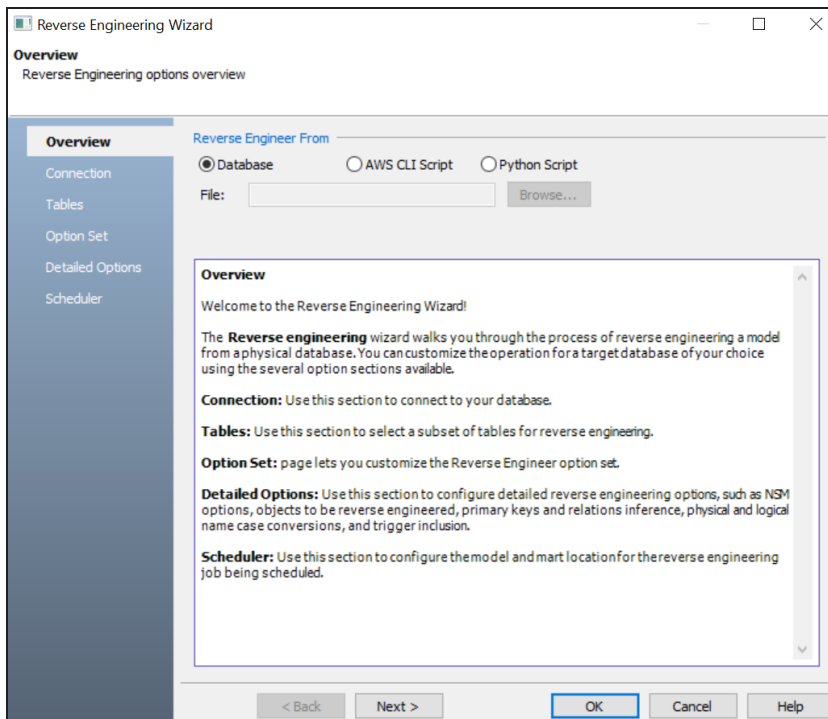 Reverse Engineering Wizard
Overview
Reverse Engineering options overview
Overview
Connection
Tables
Option Set
Detailed Options
Scheduler
Reverse Engineer From
Database AWS CLI Script Python Script
File: Browse...
Overview
Welcome to the Reverse Engineering Wizard!
The Reverse engineering wizard walks you through the process of reverse engineering a model
from a physical database. You can customize the operation for a target database of your choice
using the several option sections available.
Connection: Use this section to connect to your database.
Tables: Use this section to select a subset of tables for reverse engineering.
Option Set: page lets you customize the Reverse Engineer option set.
Detailed Options: Use this section to configure detailed reverse engineering options, such as NSM
options, objects to be reverse engineered, primary keys and relations inference, physical and logical
name case conversions, and trigger inclusion.
Scheduler: Use this section to configure the model and mart location for the reverse engineering
job being scheduled.
< Back Next > OK Cancel Help